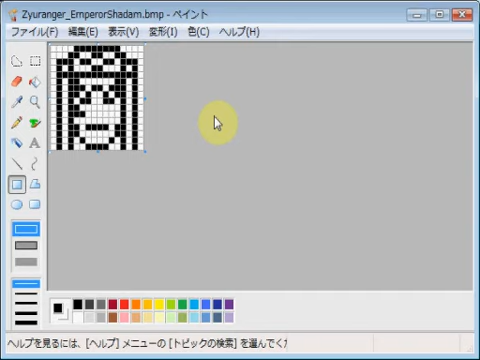 Zyuranger_EmperorShadam.bmp - ペイント
ファイル(F) 編集(E) 表示(V) 変形(I) 色(C) ヘルプ(H)
A
ヘルプを見るには、[ヘルプ] メニューの [トピックの検索] を選んでくだ